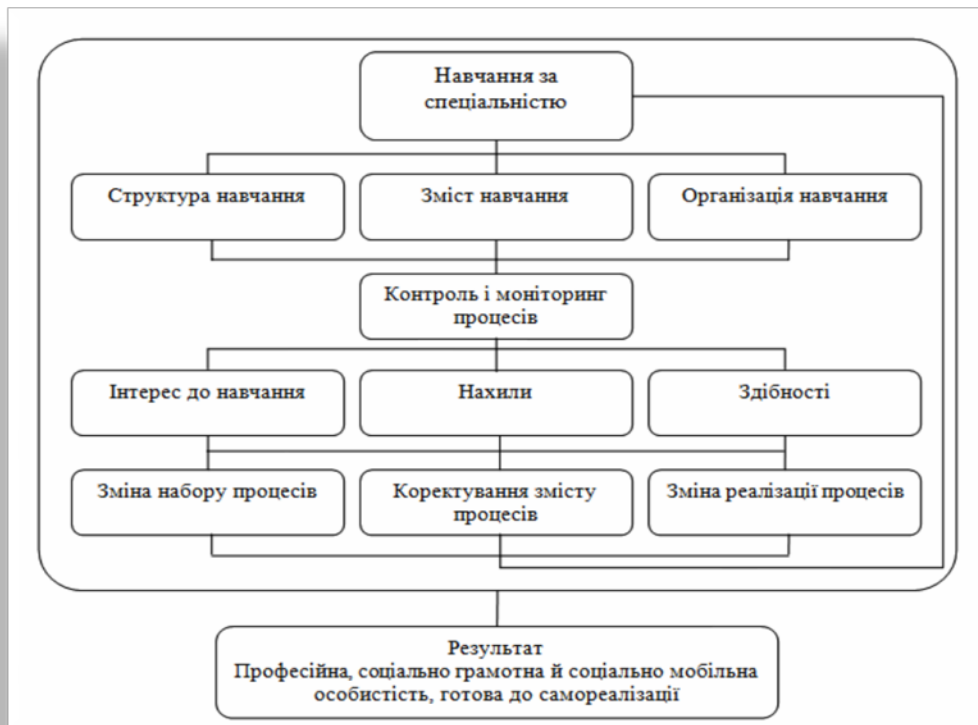 Навчання за
спеціальністю
Структура навчання
Зміст навчання
Організація навчання
Контроль і моніторинг
процесів
Інтерес до навчання
Нахили
Здібності
Зміна набору процесів
Коректування змісту
процесів
Зміна реалізації процесів
Результат
Професійна, соціально грамотна й соціально мобільна
особистість, готова до самореалізації